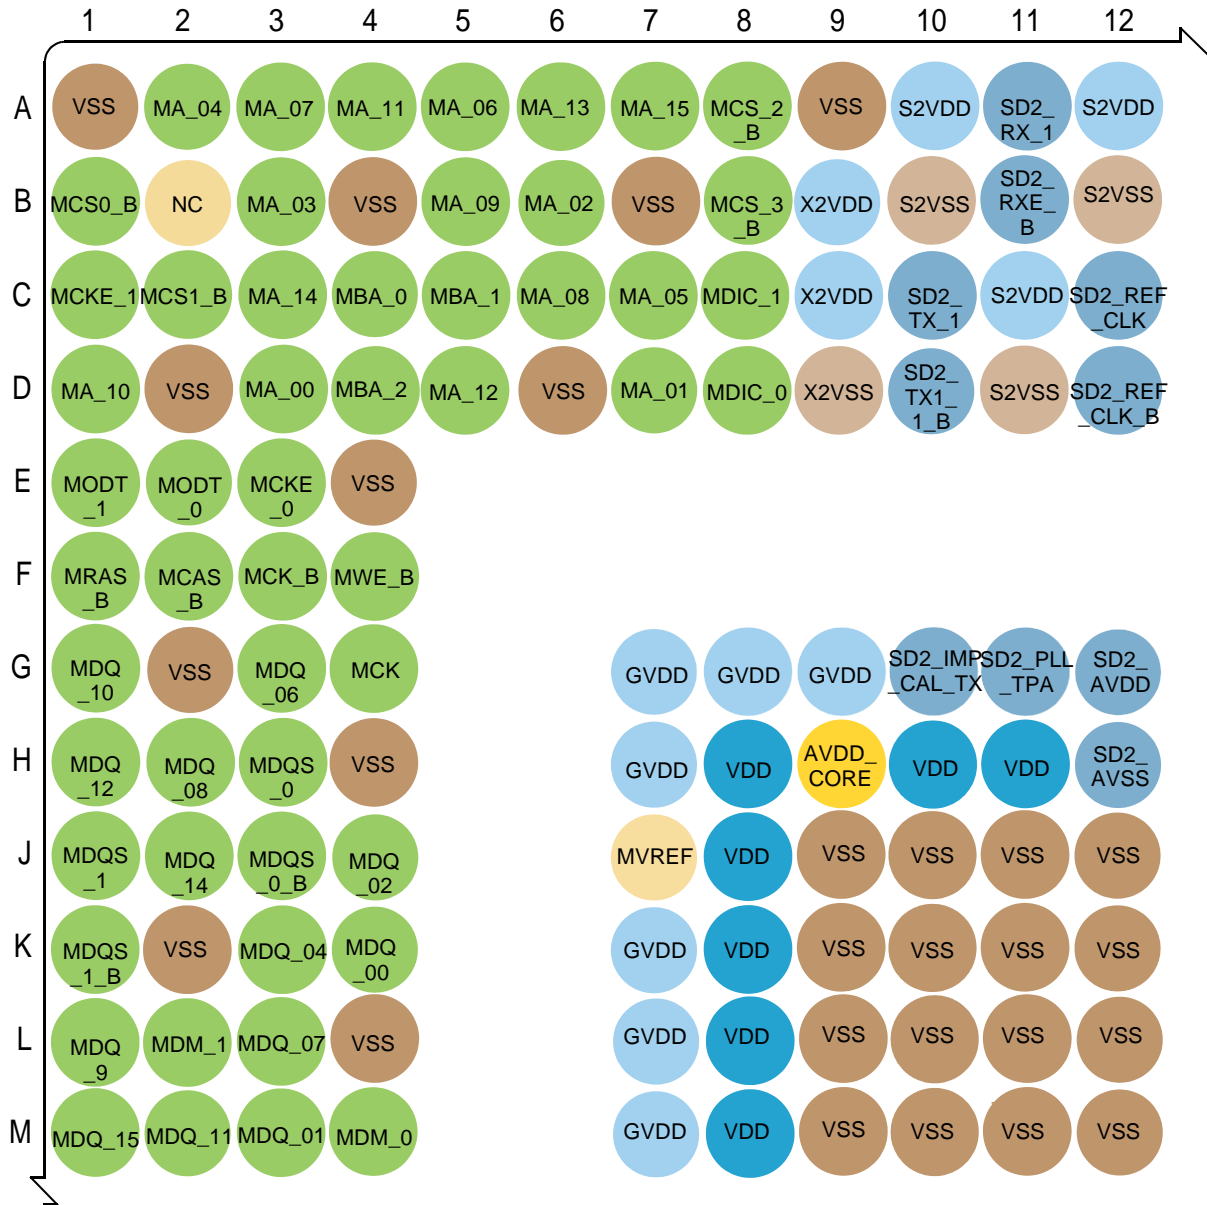 1 2 3 4 5 6 7 8 9 10 11 12
A VSS MA_04 MA_07 MA_11 MA_06 MA_13 MA_15 MCS_2_B VSS S2VDD SD2_RX_1 S2VDD
B MCS0_B NC MA_03 VSS MA_09 MA_02 VSS MCS_3_B X2VDD S2VSS SD2_RXE_B S2VSS
C MCKE_1 MCS1_B MA_14 MBA_0 MBA_1 MA_08 MA_05 MDIC_1 X2VDD SD2_TX_1 S2VDD SD2_REF_CLK
D MA_10 VSS MA_00 MBA_2 MA_12 VSS MA_01 MDIC_0 X2VSS SD2_TX1_1_B S2VSS SD2_REF_CLK_B
E MODT_1 MODT_0 MCKE_0 VSS
F MRAS_B MCAS_B MCK_B MWE_B
G MDQ_10 VSS MDQ_06 MCK GVDD GVDD GVDD SD2_IMP_CAL_TX SD2_PLL_TPA SD2_AVDD
H MDQ_12 MDQ_08 MDQS_0 VSS GVDD VDD AVDD_CORE VDD VDD SD2_AVSS
J MDQS_1 MDQ_14 MDQS_0_B MDQ_02 MVREF VDD VSS VSS VSS VSS
K MDQS_1_B VSS MDQ_04 MDQ_00 GVDD VDD VSS VSS VSS VSS
L MDQ_9 MDM_1 MDQ_07 VSS GVDD VDD VSS VSS VSS VSS
M MDQ_15 MDQ_11 MDQ_01 MDM_0 GVDD VDD VSS VSS VSS VSS